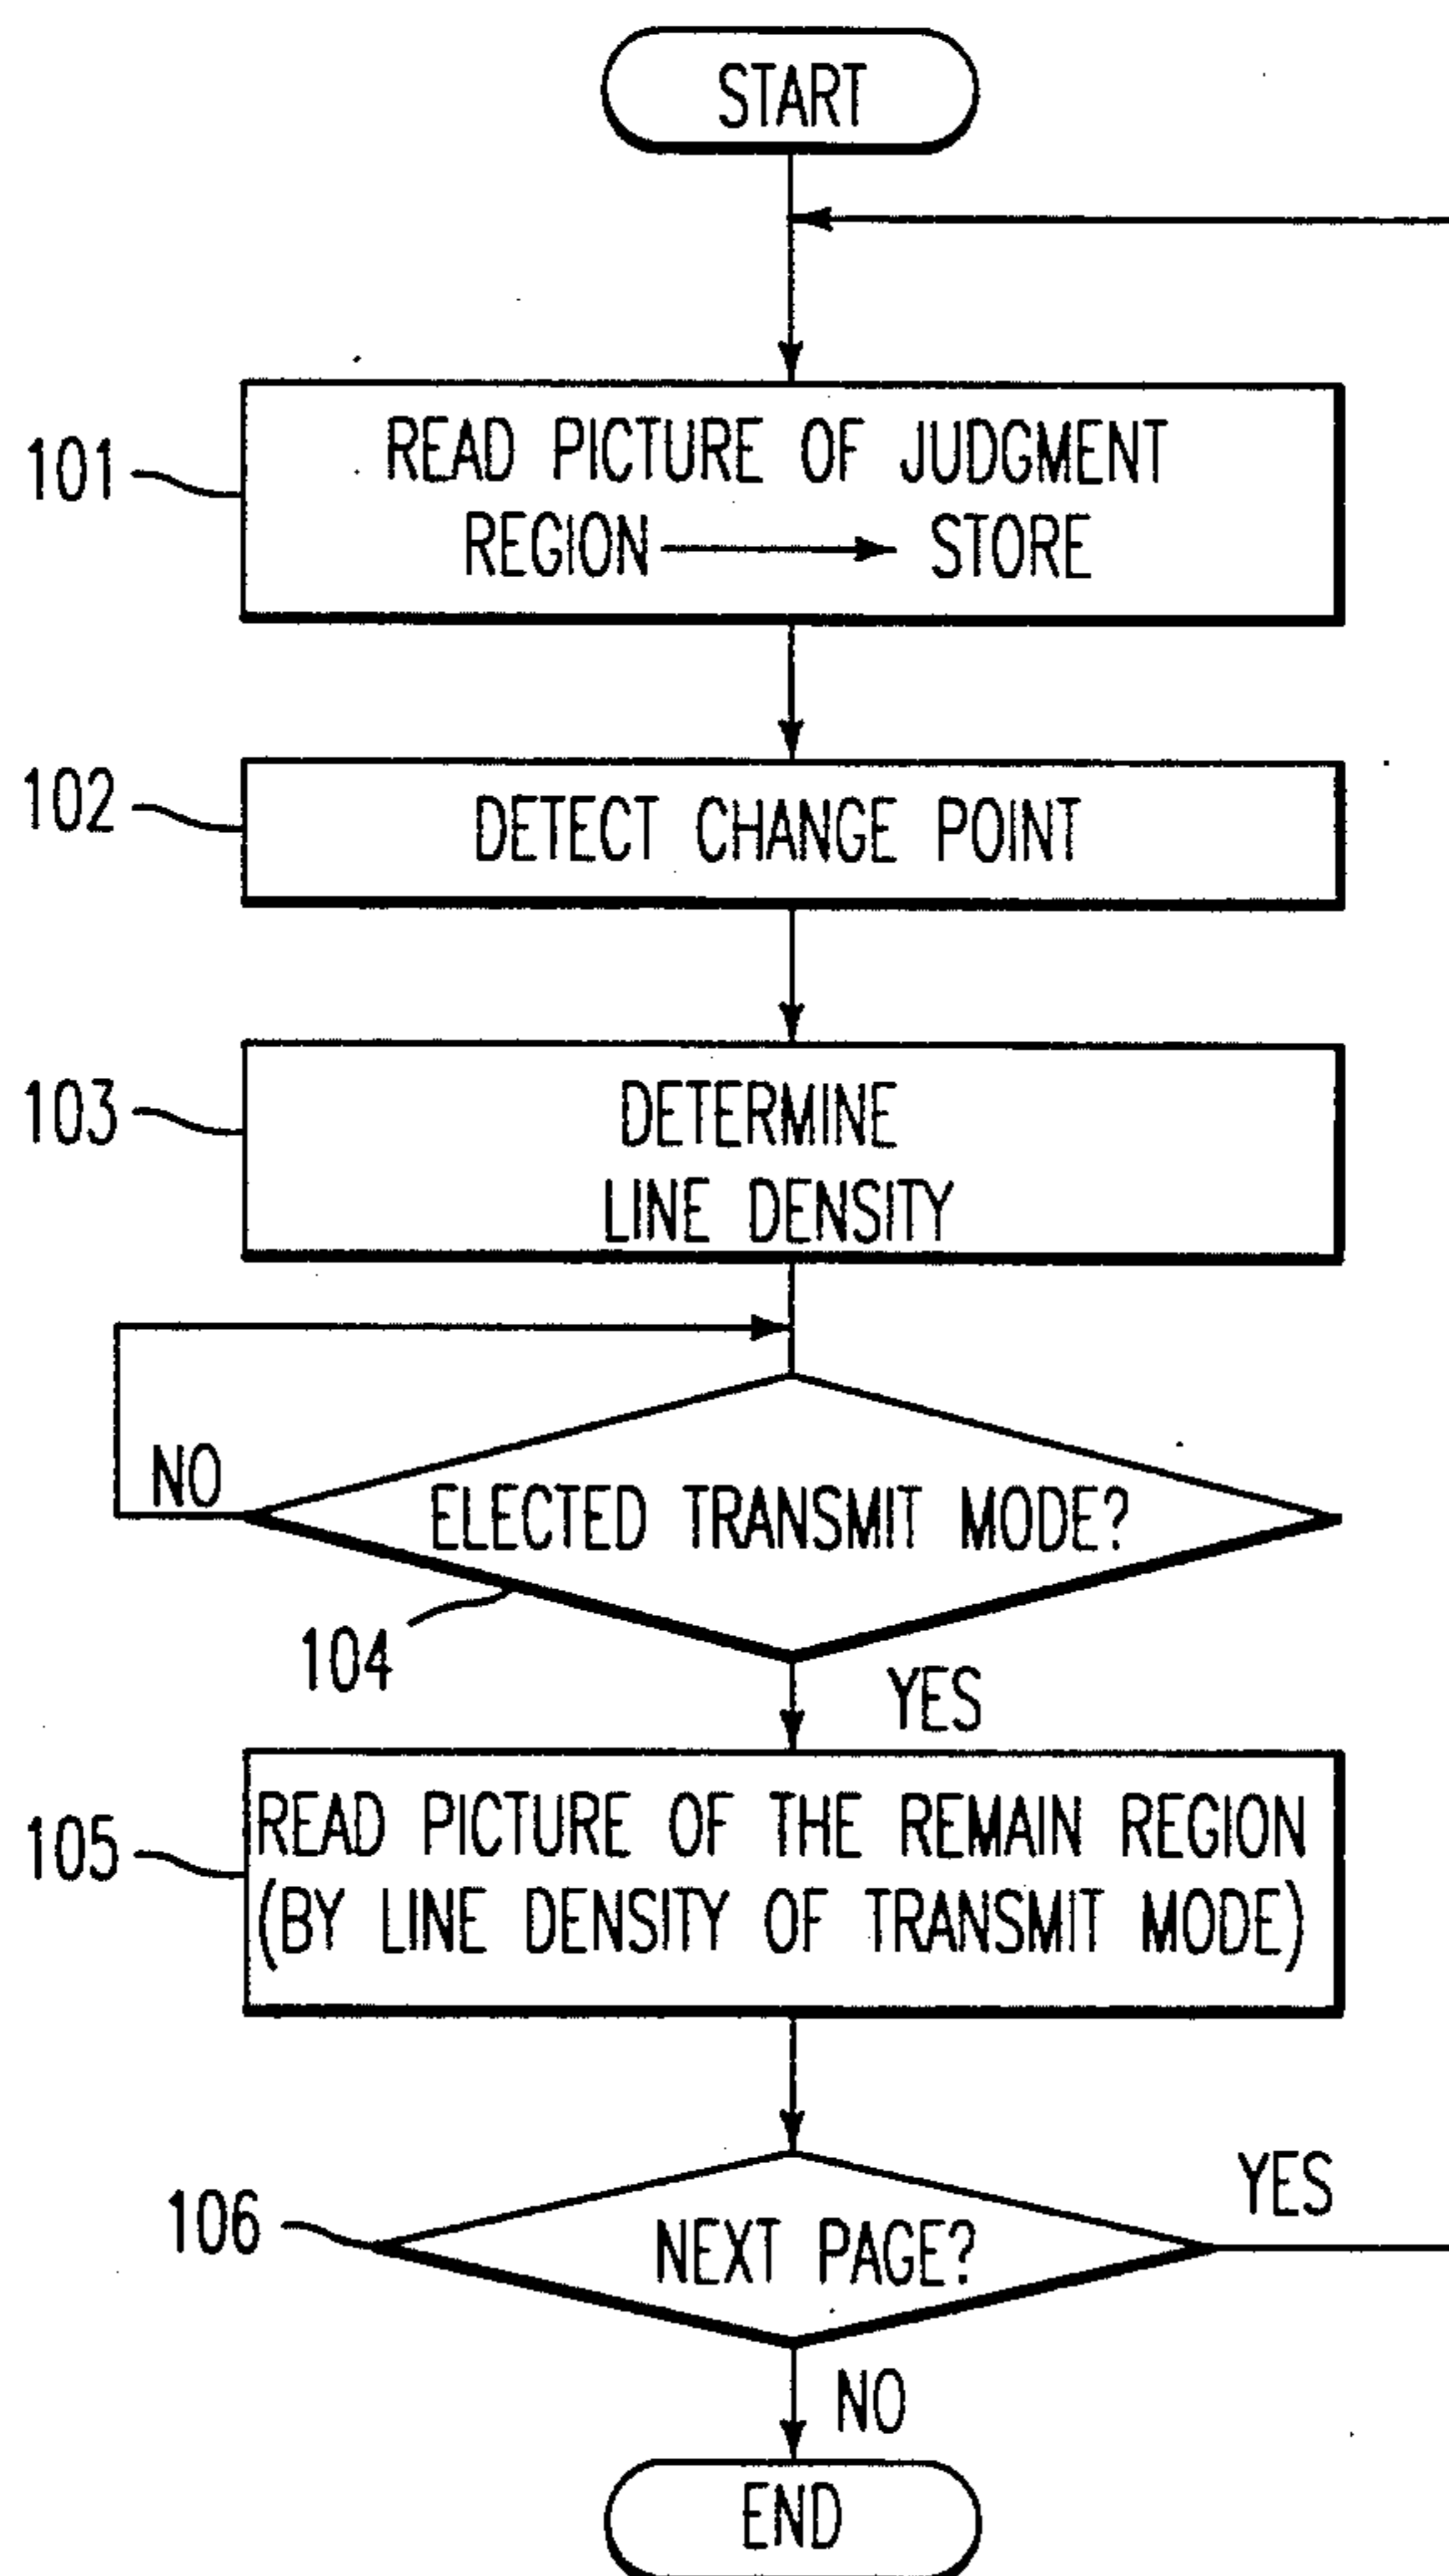 START
101
READ PICTURE OF JUDGMENT
REGION → STORE
102
DETECT CHANGE POINT
103
DETERMINE
LINE DENSITY
NO
ELECTED TRANSMIT MODE?
104
YES
105
READ PICTURE OF THE REMAIN REGION
(BY LINE DENSITY OF TRANSMIT MODE)
106
NEXT PAGE?
YES
NO
END